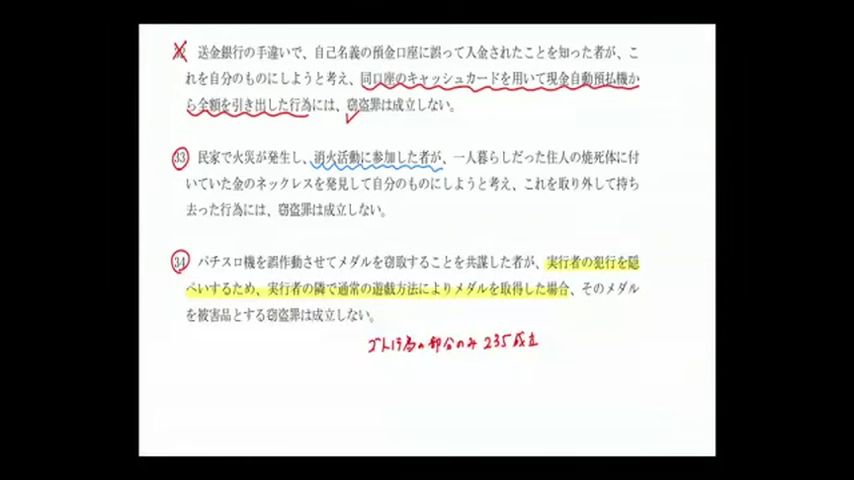 32 送金銀行の手違いで、自己名義の預金口座に誤って入金されたことを知った者が、こ
れを自分のものにしようと考え、同口座のキャッシュカードを用いて現金自動預払機か
ら全額を引き出した行為には、窃盗罪は成立しない。
33 民家で火災が発生し、消火活動に参加した者が、一人暮らしだった住人の焼死体に付
いていた金のネックレスを発見して自分のものにしようと考え、これを取り外して持ち
去った行為には、窃盗罪は成立しない。
34 パチスロ機を誤作動させてメダルを窃取することを共謀した者が、実行者の犯行を隠
ぺいするため、実行者の隣で通常の遊戯方法によりメダルを取得した場合、そのメダル
を被害品とする窃盗罪は成立しない。
ゴト行為の部分のみ 235成立